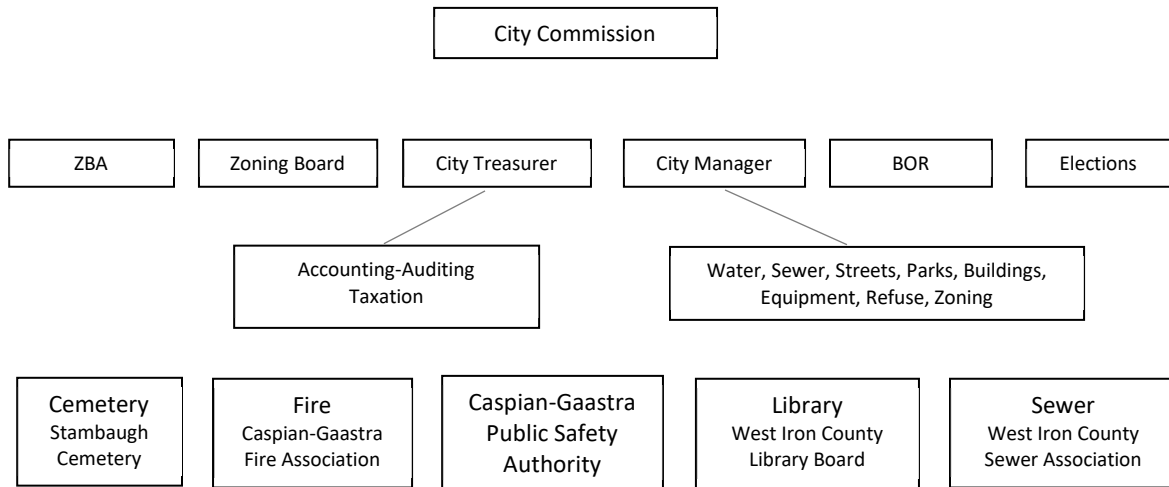 City Commission
ZBA
Zoning Board
City Treasurer
City Manager
BOR
Elections
Accounting-Auditing
Taxation
Water, Sewer, Streets, Parks, Buildings,
Equipment, Refuse, Zoning
Cemetery
Stambaugh
Cemetery
Fire
Caspian-Gaastra
Fire Association
Caspian-Gaastra
Public Safety
Authority
Library
West Iron County
Library Board
Sewer
West Iron County
Sewer Association